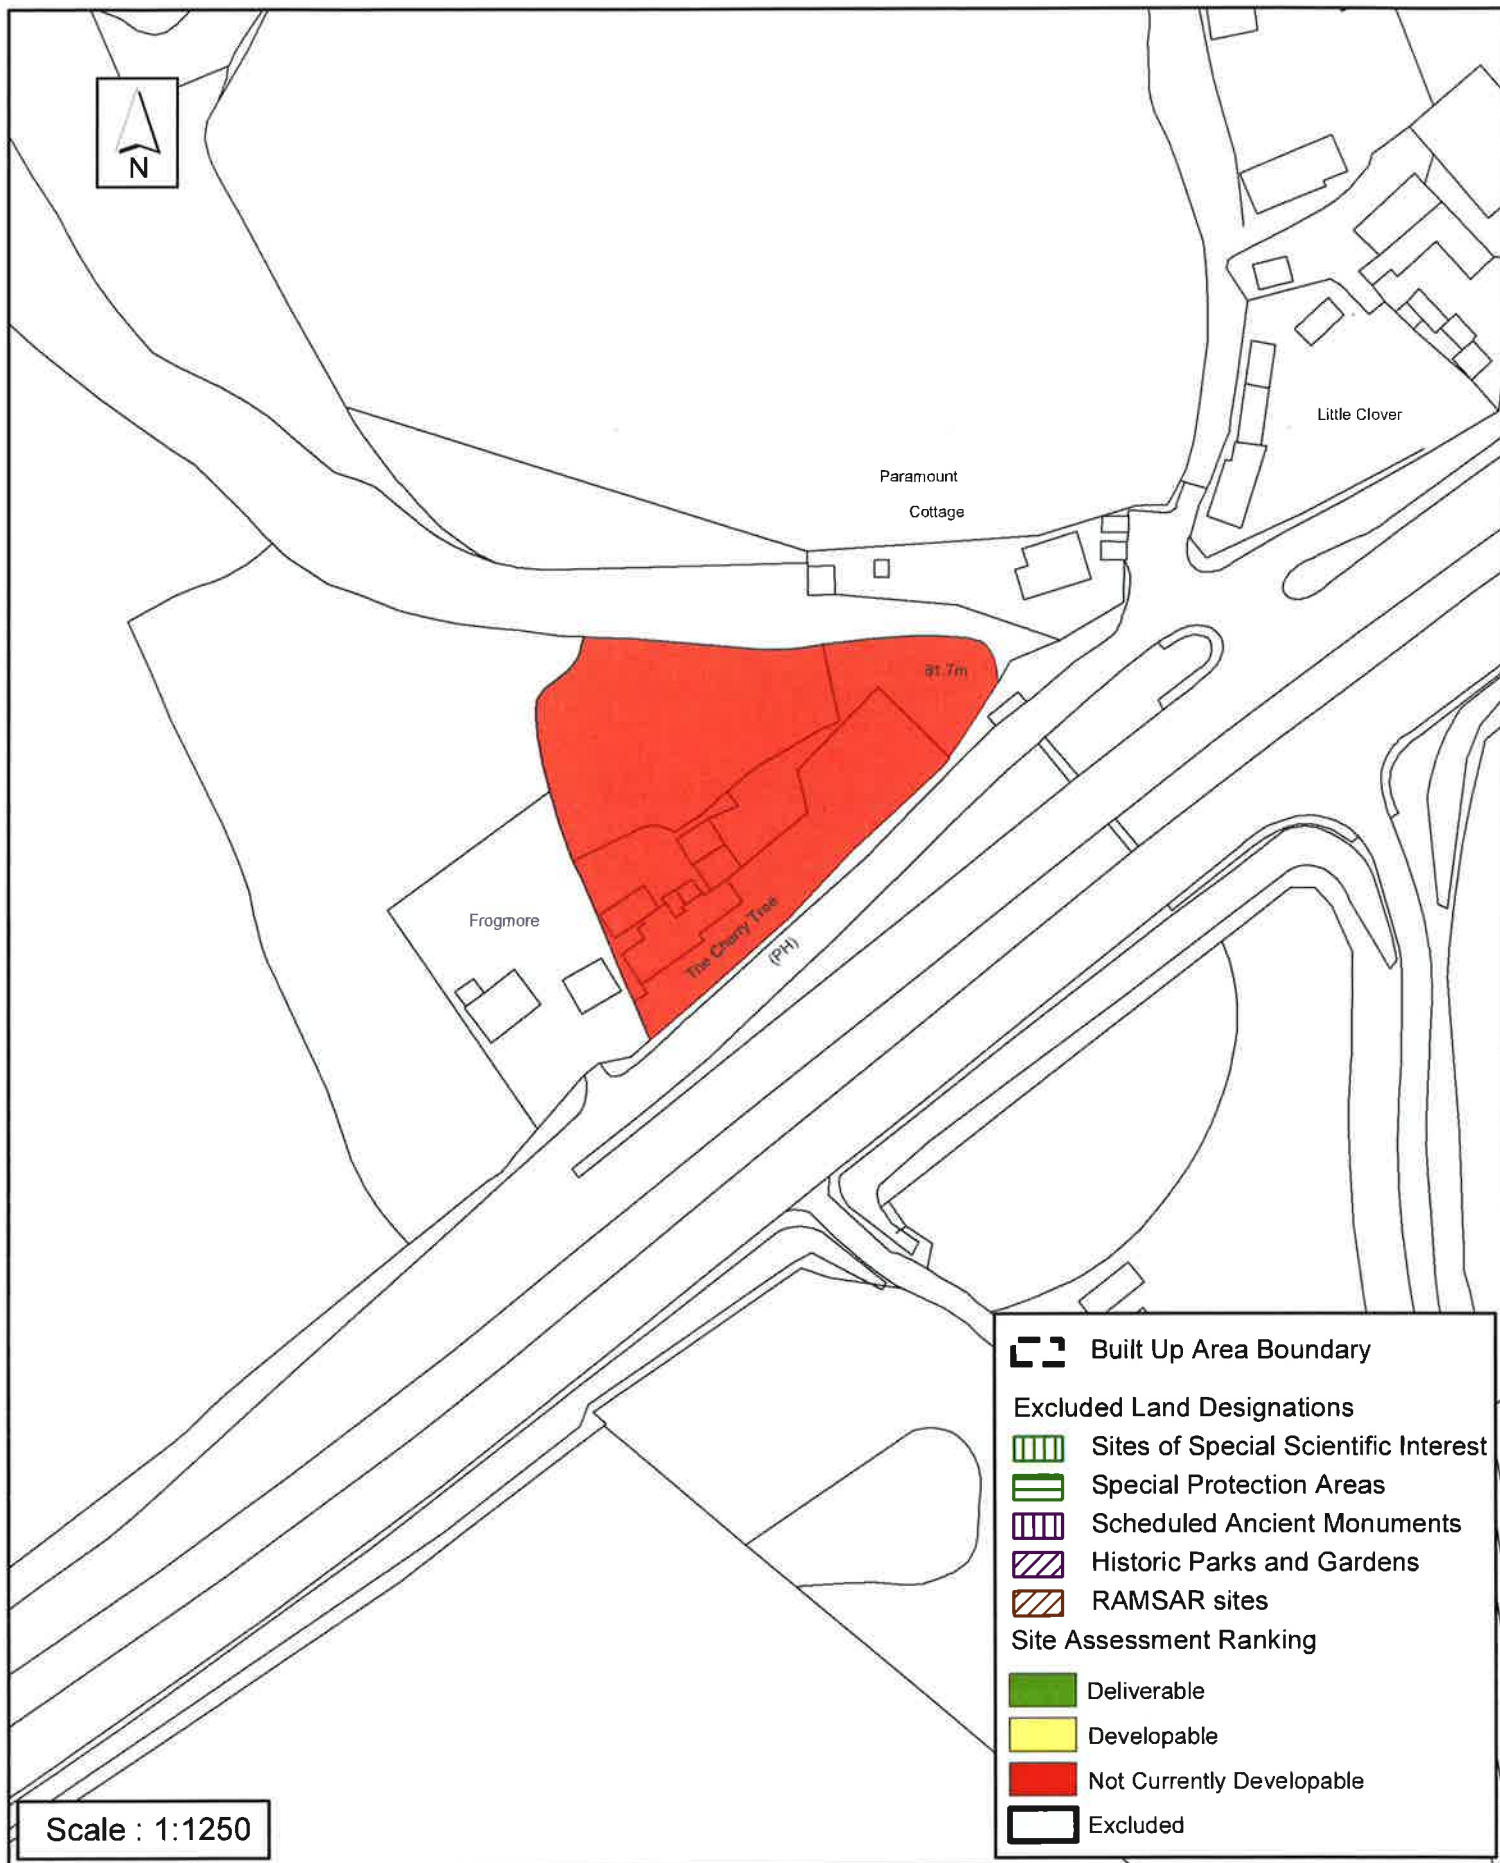 N
Little Clover
Paramount
Cottage
81.7m
Frogmore
The Charly Tree
(PH)
Built Up Area Boundary
Excluded Land Designations
Sites of Special Scientific Interest
Special Protection Areas
Scheduled Ancient Monuments
Historic Parks and Gardens
RAMSAR sites
Site Assessment Ranking
Deliverable
Developable
Not Currently Developable
Excluded
Scale : 1:1250